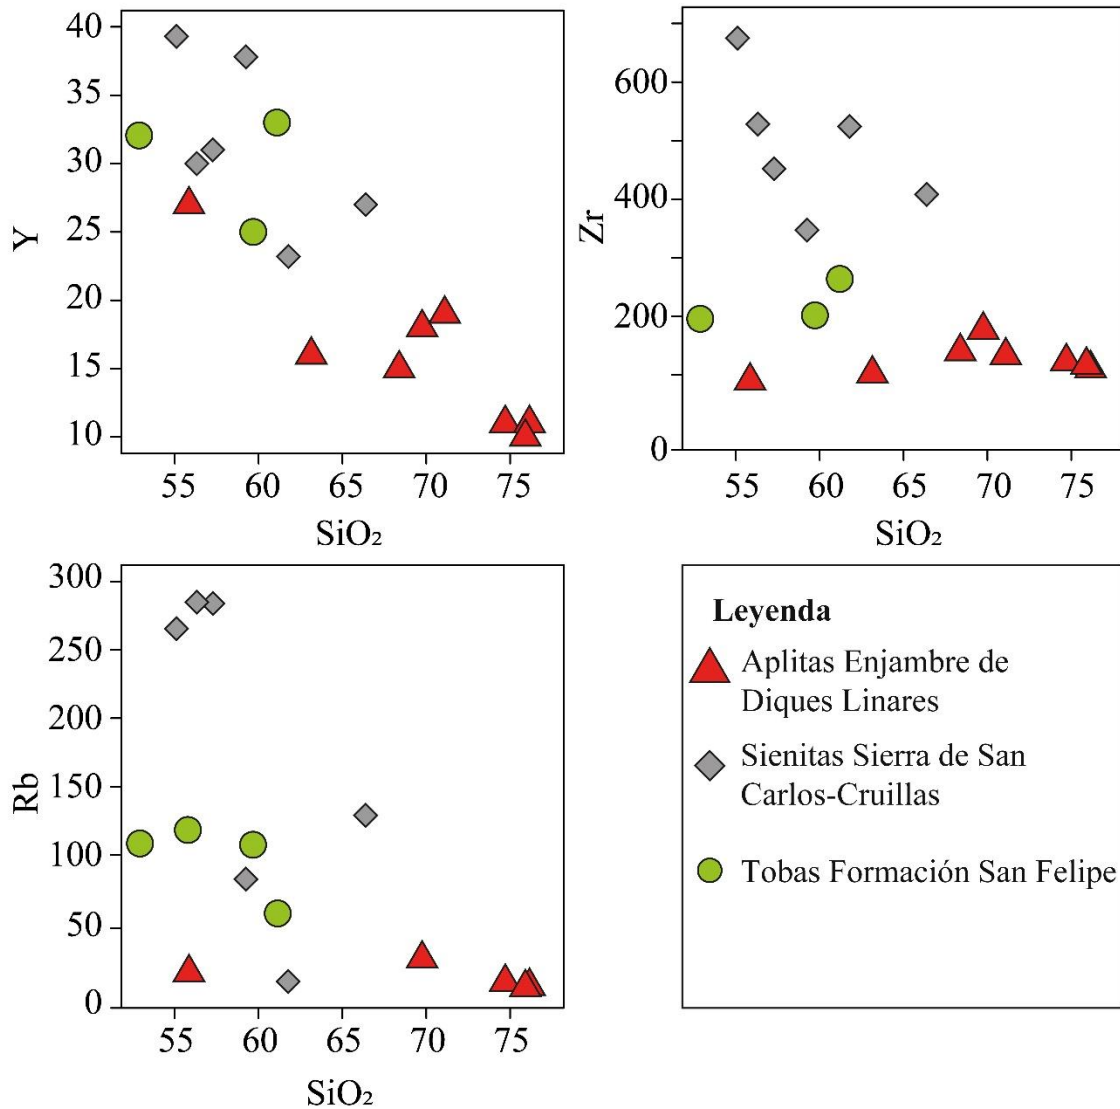 40
35
30
25
20
15
10
Y
55 60 65 70 75
SiO₂
600
400
200
0
Zr
55 60 65 70 75
SiO₂
300
250
200
150
100
50
0
Rb
55 60 65 70 75
SiO₂
Leyenda
Aplitas Enjambre de
Diques Linares
Sienitas Sierra de San
Carlos-Cruillas
Tobas Formación San Felipe